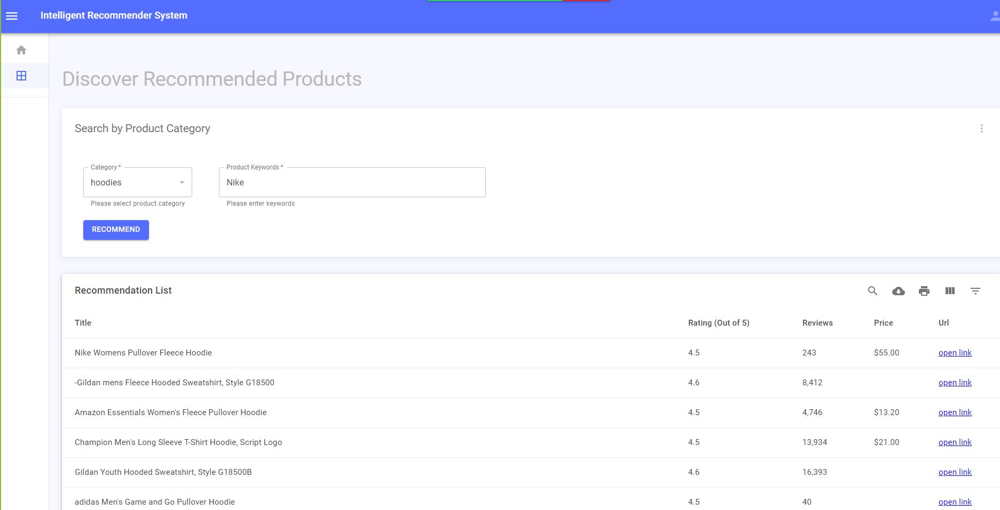 Intelligent Recommender System
Discover Recommended Products
Search by Product Category
Category * Product Keywords *
hoodies Nike
Please select product category Please enter keywords
RECOMMEND
Recommendation List
Title Rating (Out of 5) Reviews Price Url
Nike Womens Pullover Fleece Hoodie 4.5 243 $55.00 open link
-Gildan mens Fleece Hooded Sweatshirt, Style G18500 4.6 8,412 open link
Amazon Essentials Women's Fleece Pullover Hoodie 4.5 4,746 $13.20 open link
Champion Men's Long Sleeve T-Shirt Hoodie, Script Logo 4.5 13,934 $21.00 open link
Gildan Youth Hooded Sweatshirt, Style G18500B 4.6 16,393 open link
adidas Men's Game and Go Pullover Hoodie 4.5 40 open link